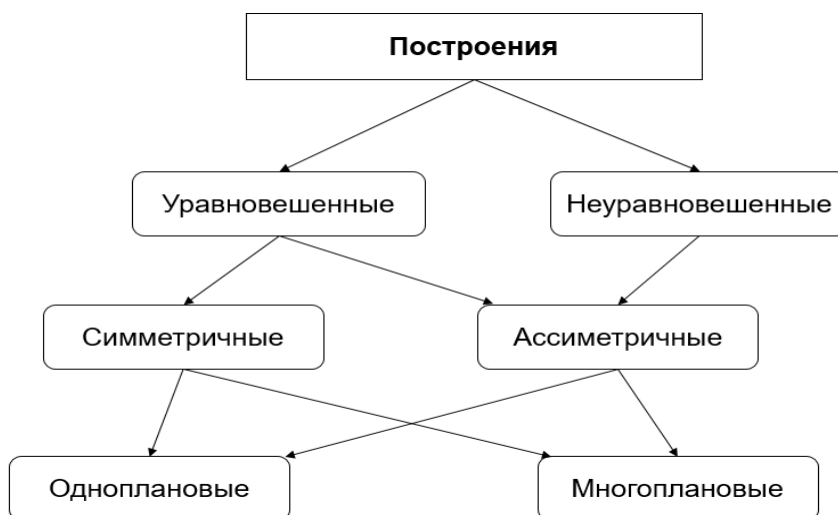 Построения
Уравновешенные
Неуравновешенные
Симметричные
Ассиметричные
Одноплановые
Многоплановые